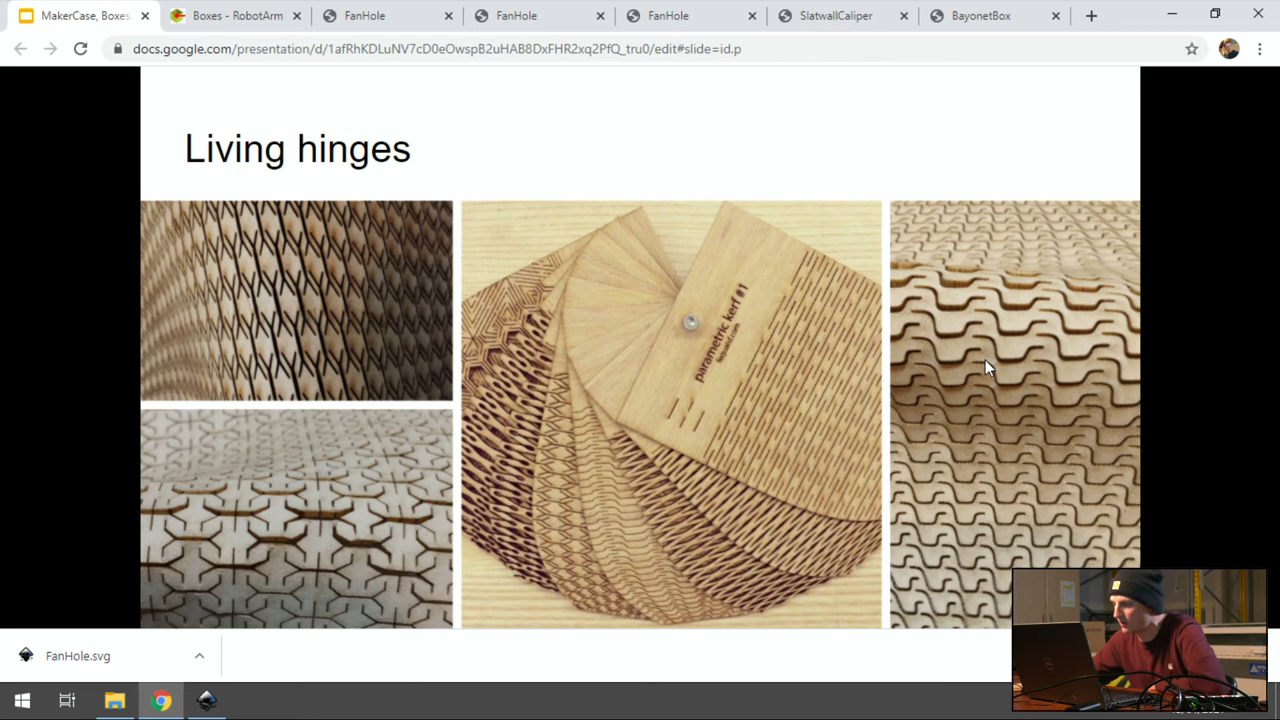 MakerCase, Boxes.
Boxes - RobotArm
FanHole
FanHole
FanHole
SlatwallCaliper
BayonetBox
docs.google.com/presentation/d/1afRhKDLuNV7cD0eOwspB2uHAB8DxFHR2xq2PfQ_tru0/edit#slide=id.p
Living hinges
parametric kerf #1
FanHole.svg